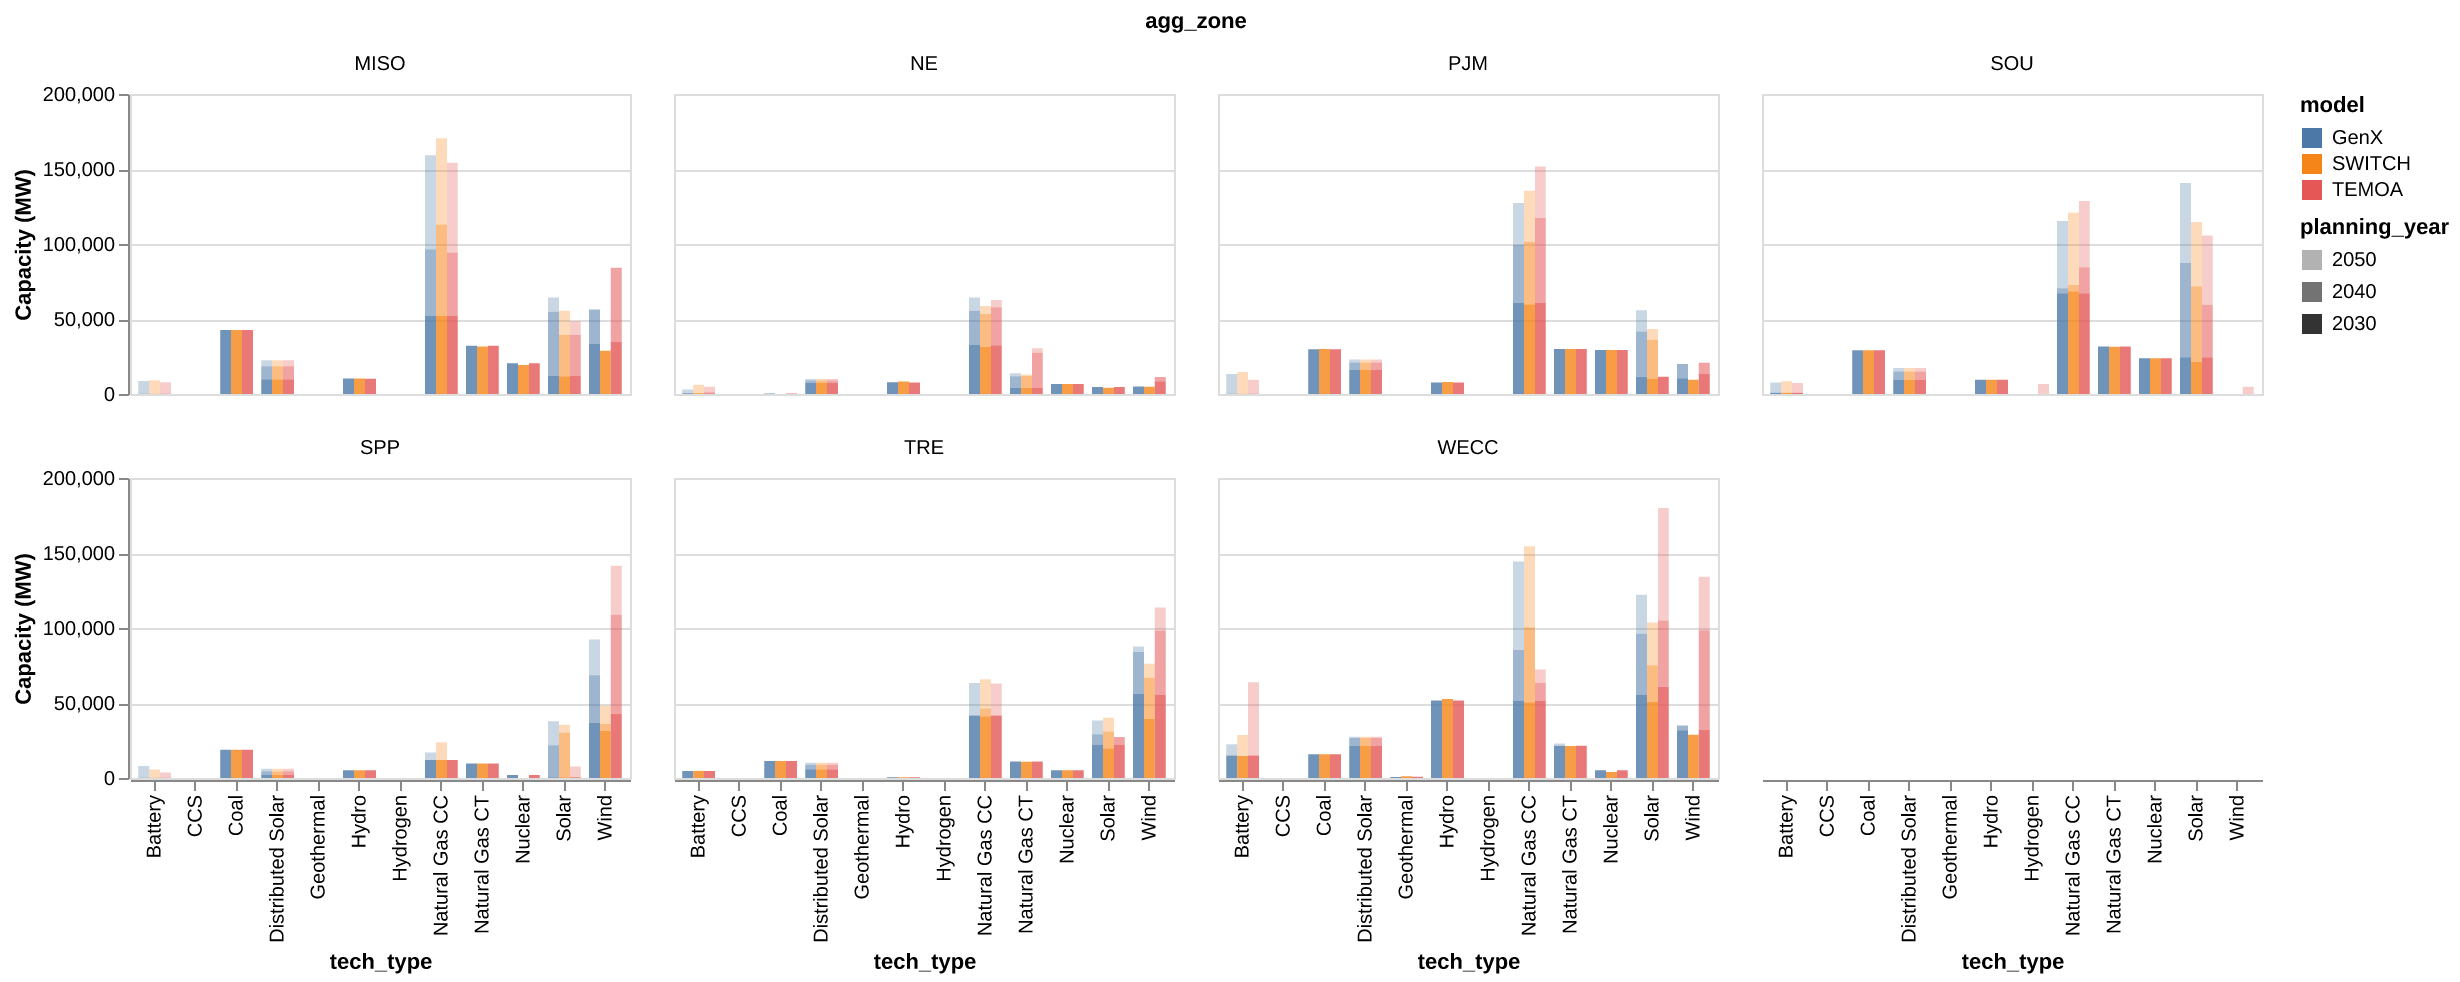 agg_zone
MISO
NE
PJM
SOU
200,000
150,000
100,000
50,000
0
Capacity (MW)
model
GenX
SWITCH
TEMOA
planning_year
2050
2040
2030
SPP
TRE
WECC
200,000
150,000
100,000
50,000
0
Capacity (MW)
Battery
CCS
Coal
Distributed Solar
Geothermal
Hydro
Hydrogen
Natural Gas CC
Natural Gas CT
Nuclear
Solar
Wind
Battery
CCS
Coal
Distributed Solar
Geothermal
Hydro
Hydrogen
Natural Gas CC
Natural Gas CT
Nuclear
Solar
Wind
Battery
CCS
Coal
Distributed Solar
Geothermal
Hydro
Hydrogen
Natural Gas CC
Natural Gas CT
Nuclear
Solar
Wind
Battery
CCS
Coal
Distributed Solar
Geothermal
Hydro
Hydrogen
Natural Gas CC
Natural Gas CT
Nuclear
Solar
Wind
tech_type
tech_type
tech_type
tech_type